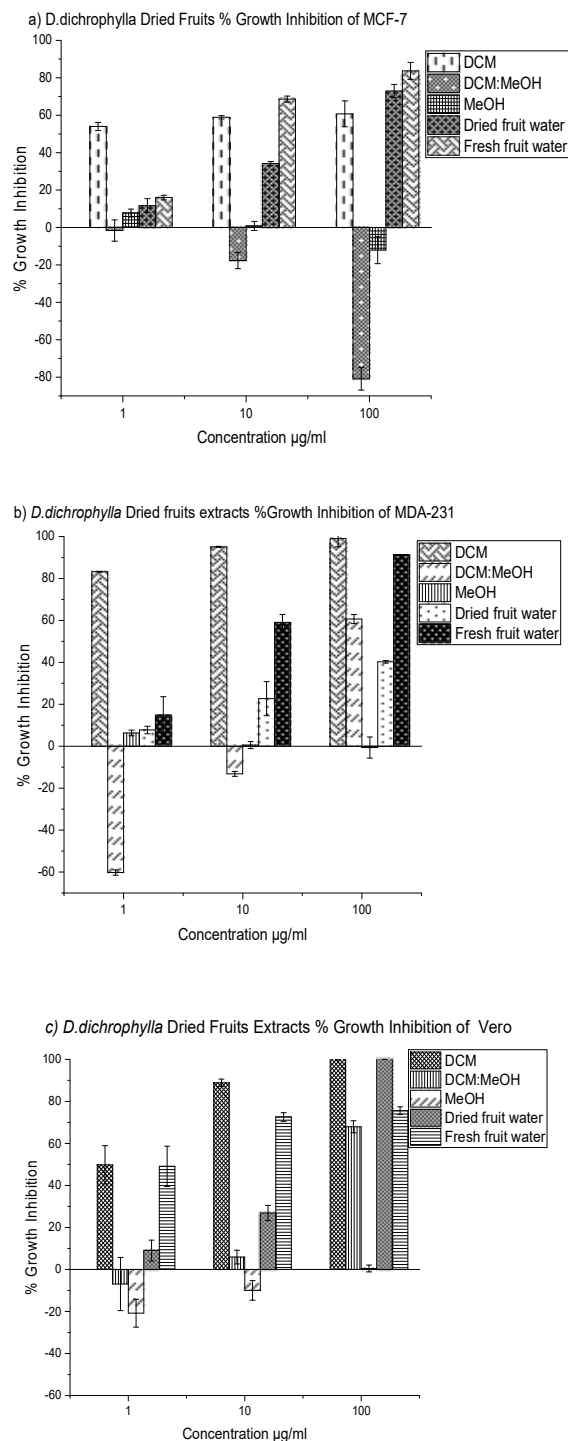 a) D.dichrophylla Dried Fruits % Growth Inhibition of MCF-7
100
80
60
40
20
0
-20
-40
-60
-80
% Growth Inhibition
DCM
DCM:MeOH
MeOH
Dried fruit water
Fresh fruit water
1
10
100
Concentration µg/ml
b) D.dichrophylla Dried fruits extracts %Growth Inhibition of MDA-231
100
80
60
40
20
0
-20
-40
-60
% Growth Inhibition
DCM
DCM:MeOH
MeOH
Dried fruit water
Fresh fruit water
1
10
100
Concentration µg/ml
c) D.dichrophylla Dried Fruits Extracts % Growth Inhibition of Vero
100
80
60
40
20
0
-20
-40
-60
% Growth Inhibition
DCM
DCM:MeOH
MeOH
Dried fruit water
Fresh fruit water
1
10
100
Concentration µg/ml